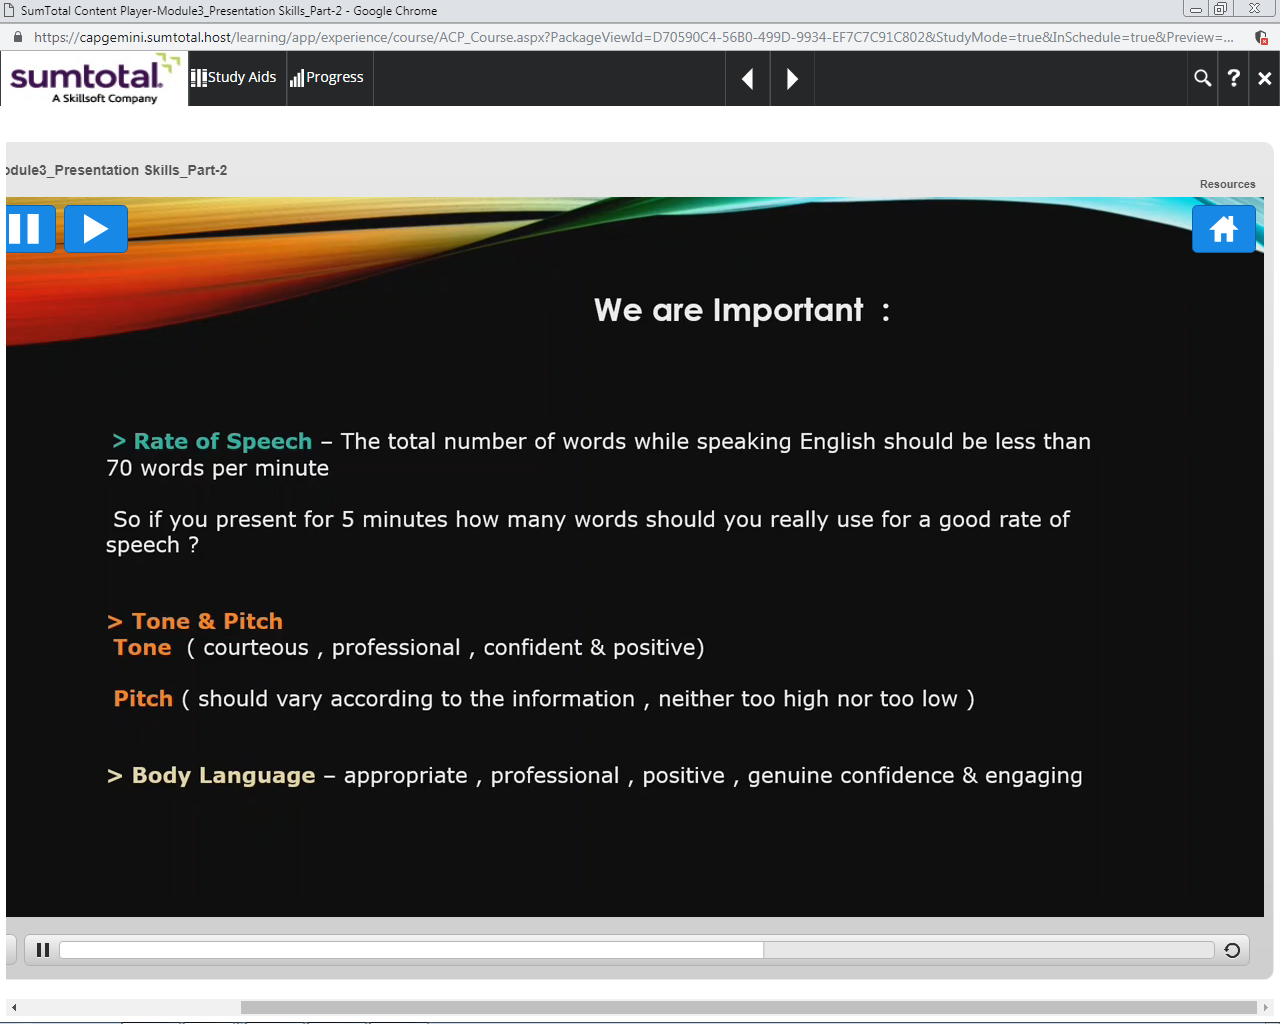 SumTotal Content Player-Module3_Presentation Skills_Part-2 - Google Chrome
https://capgemini.sumtotal.host/learning/app/experience/course/ACP_Course.aspx?PackageViewId=D70590C4-56B0-499D-9934-EF7C7C91C802&StudyMode=true&InSchedule=true&Preview=...
sumtotal.
A Skillsoft Company
Study Aids
Progress
?
odule3_Presentation Skills_Part-2
Resources
We are Important :
> Rate of Speech – The total number of words while speaking English should be less than
70 words per minute
So if you present for 5 minutes how many words should you really use for a good rate of
speech ?
> Tone & Pitch
Tone ( courteous , professional , confident & positive)
Pitch ( should vary according to the information , neither too high nor too low )
> Body Language – appropriate , professional , positive , genuine confidence & engaging